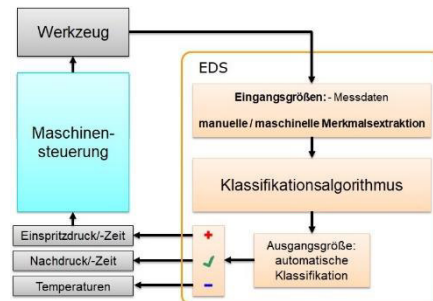 Werkzeug
EDS
Eingangsgrößen: - Messdaten
manuelle / maschinelle Merkmalsextraktion
Maschinen-
steuerung
Klassifikationsalgorithmus
Einspritzdruck/-Zeit
Nachdruck/-Zeit
Temperaturen
+
✓
−
Ausgangsgröße:
automatische
Klassifikation